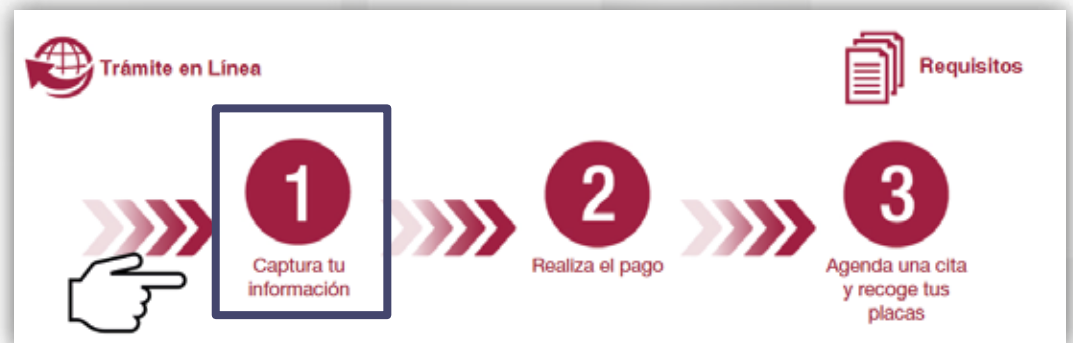 Trámite en Línea
Requisitos
1
Captura tu
información
2
Realiza el pago
3
Agenda una cita
y recoge tus
placas